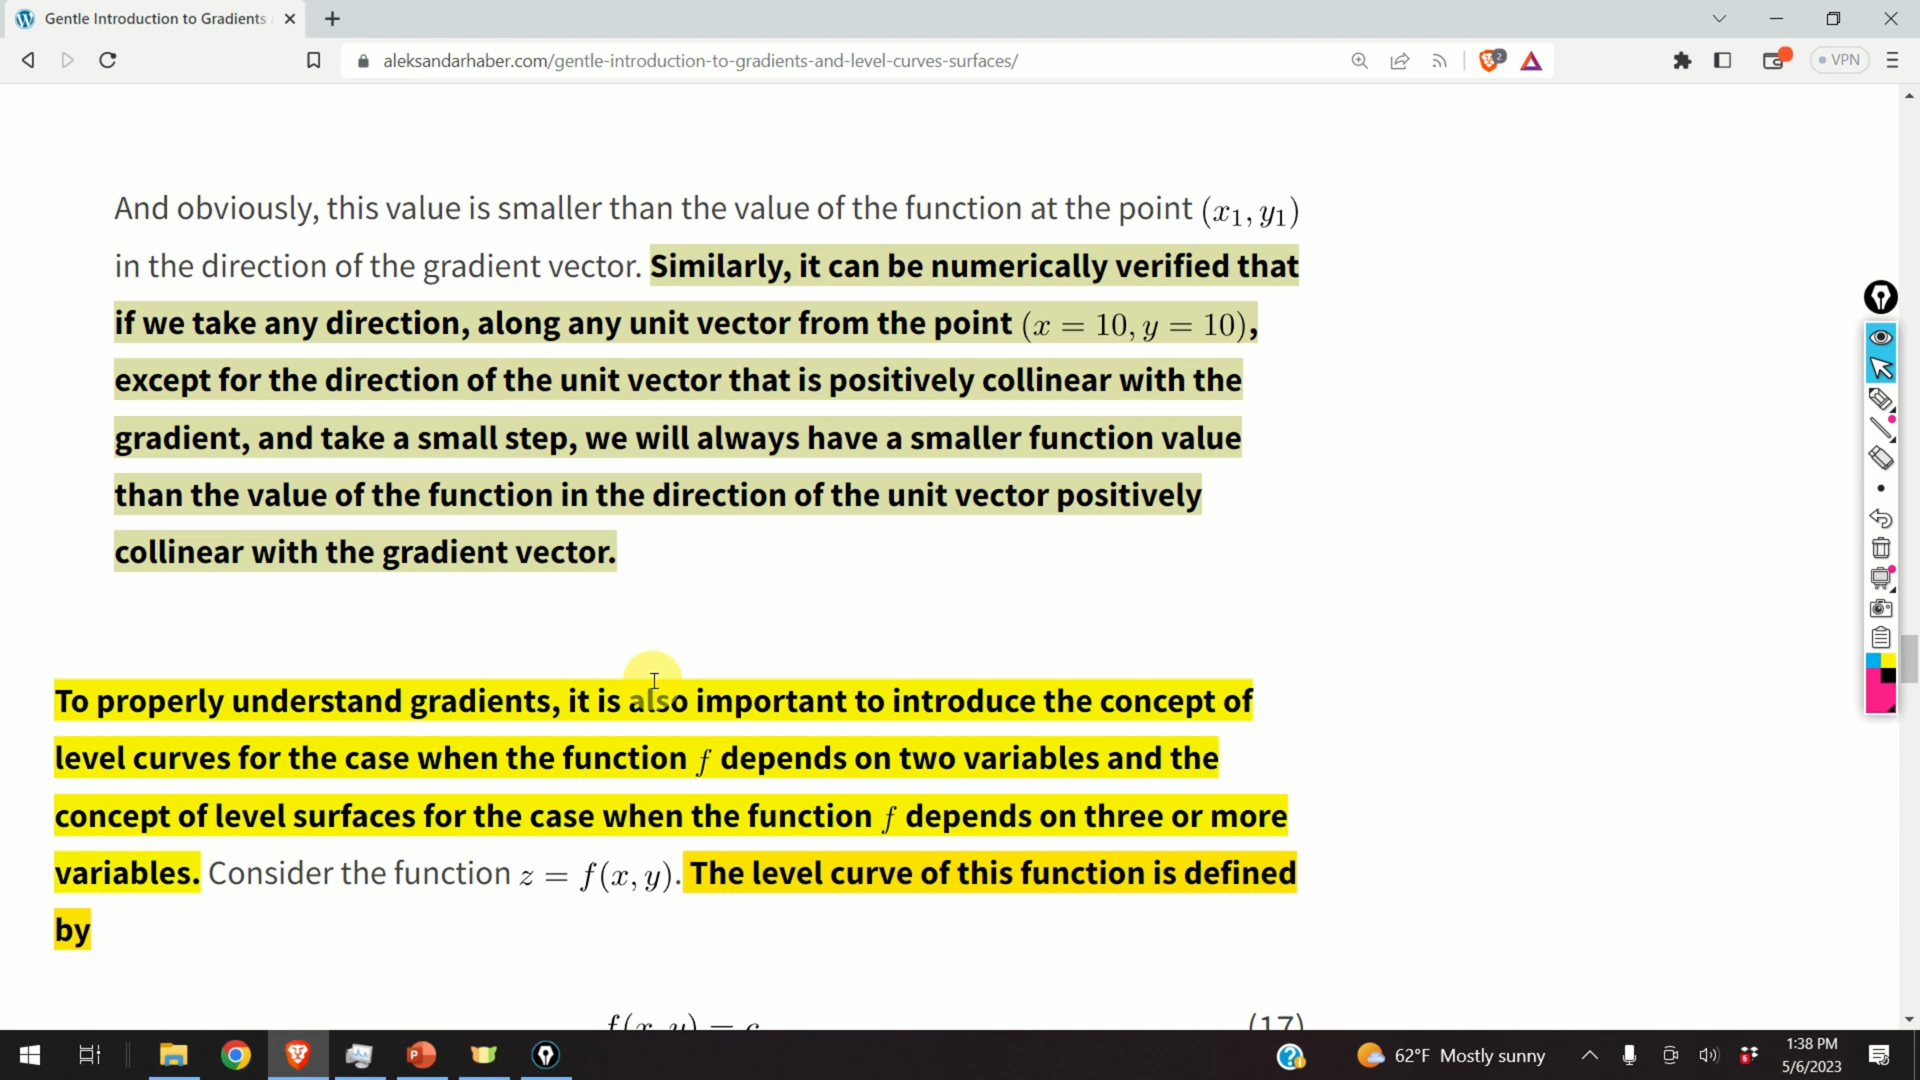 Gentle Introduction to Gradients
aleksandarhaber.com/gentle-introduction-to-gradients-and-level-curves-surfaces/
2
VPN
And obviously, this value is smaller than the value of the function at the point (x₁, y₁)
in the direction of the gradient vector. Similarly, it can be numerically verified that
if we take any direction, along any unit vector from the point (x = 10, y = 10),
except for the direction of the unit vector that is positively collinear with the
gradient, and take a small step, we will always have a smaller function value
than the value of the function in the direction of the unit vector positively
collinear with the gradient vector.
To properly understand gradients, it is also important to introduce the concept of
level curves for the case when the function f depends on two variables and the
concept of level surfaces for the case when the function f depends on three or more
variables. Consider the function z = f(x, y). The level curve of this function is defined
by
f(x, y) = c (17)
62°F Mostly sunny
1:38 PM
5/6/2023